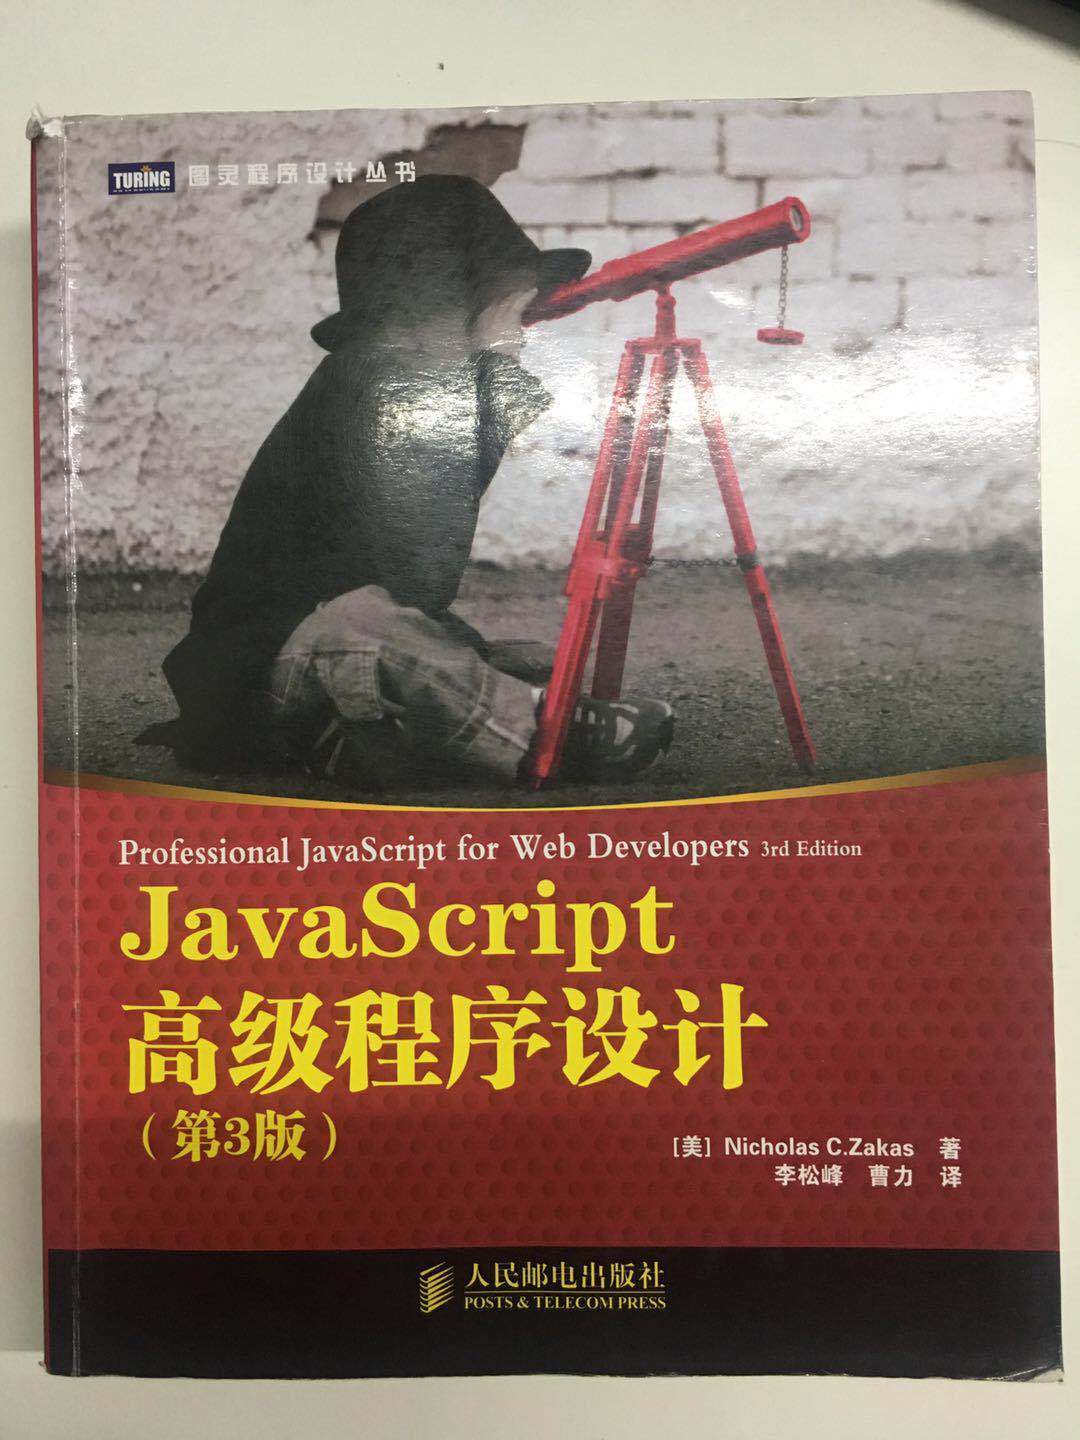 TURING 图灵程序设计丛书
Professional JavaScript for Web Developers 3rd Edition
JavaScript
高级程序设计
（第3版）
[美] Nicholas C.Zakas 著
李松峰 曹力 译
人民邮电出版社
POSTS & TELECOM PRESS